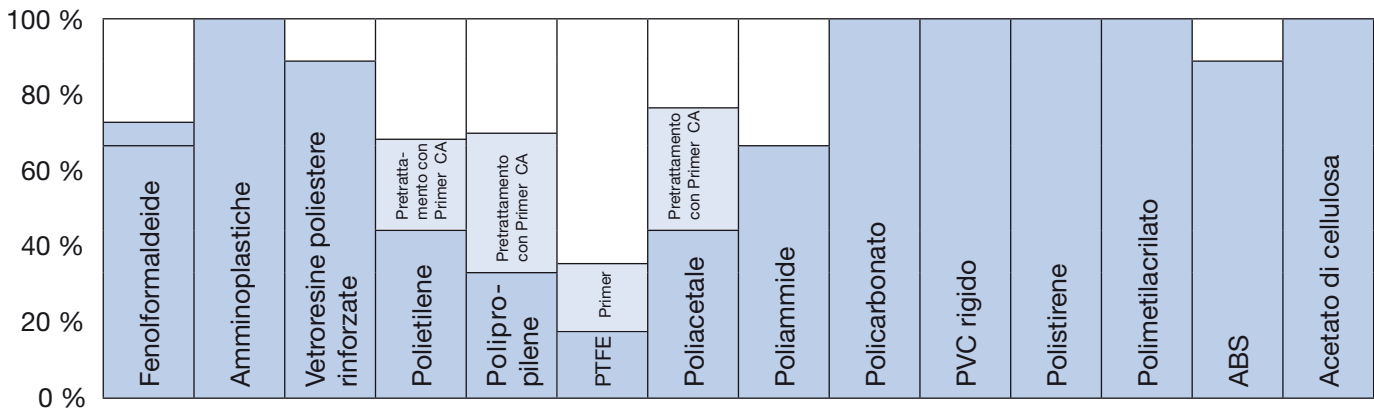 100 %
80 %
60 %
40 %
20 %
0 %
Fenolformaldeide
Amminoplastiche
Vetroresine poliestere
rinforzate
Pretratta-
mento con
Primer CA
Polietilene
Pretrattamento
con Primer CA
Polipro-
pilene
Primer
PTFE
Pretrattamento
con Primer CA
Poliacetale
Poliammide
Policarbonato
PVC rigido
Polistirene
Polimetilacrilato
ABS
Acetato di cellulosa